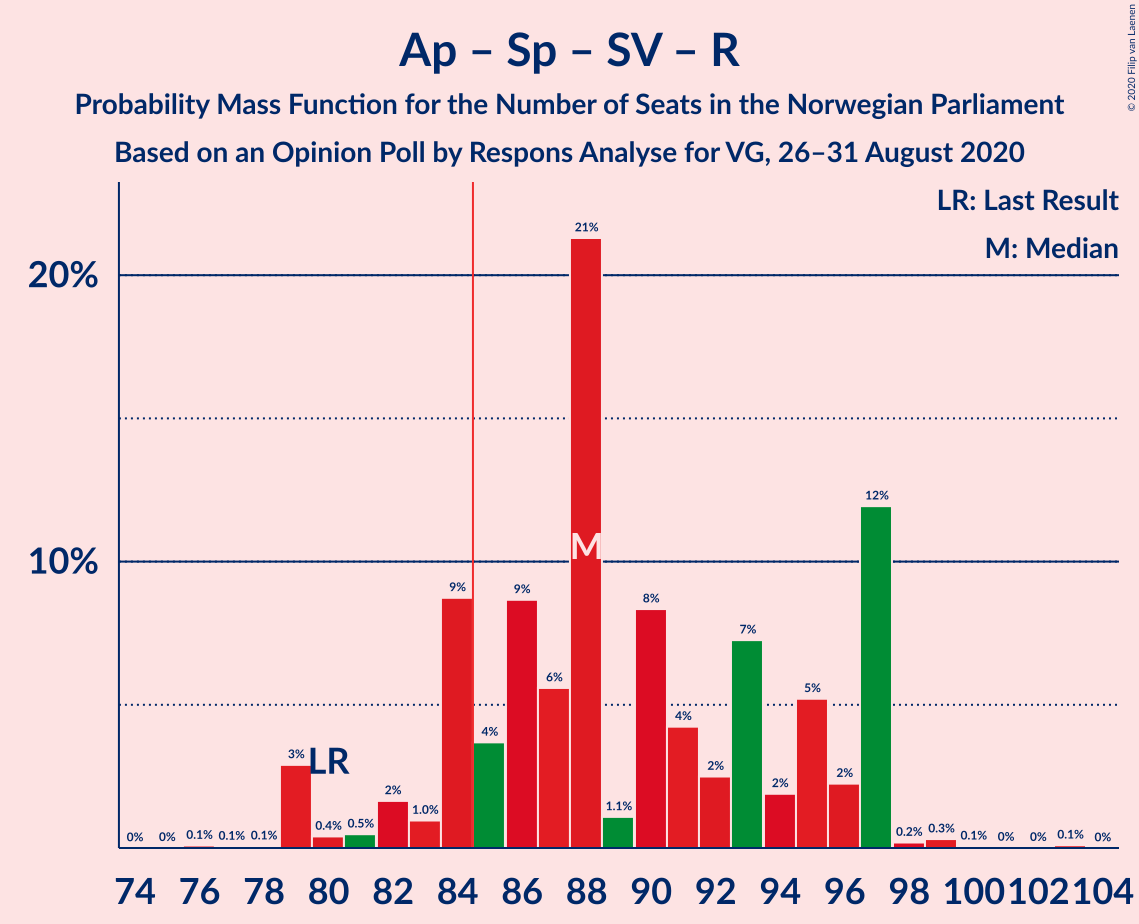 Ap – Sp – SV – R
Probability Mass Function for the Number of Seats in the Norwegian Parliament
Based on an Opinion Poll by Respons Analyse for VG, 26–31 August 2020
© 2020 Filip van Laenen
LR: Last Result
M: Median
20%
10%
0% 0% 0.1% 0.1% 0.1% 3% 0.4% 0.5% 2% 1.0% 9% 4% 9% 6% 21% 1.1% 8% 4% 2% 7% 2% 5% 2% 12% 0.2% 0.3% 0.1% 0% 0% 0.1% 0%
LR
M
74 76 78 80 82 84 86 88 90 92 94 96 98 100 102 104